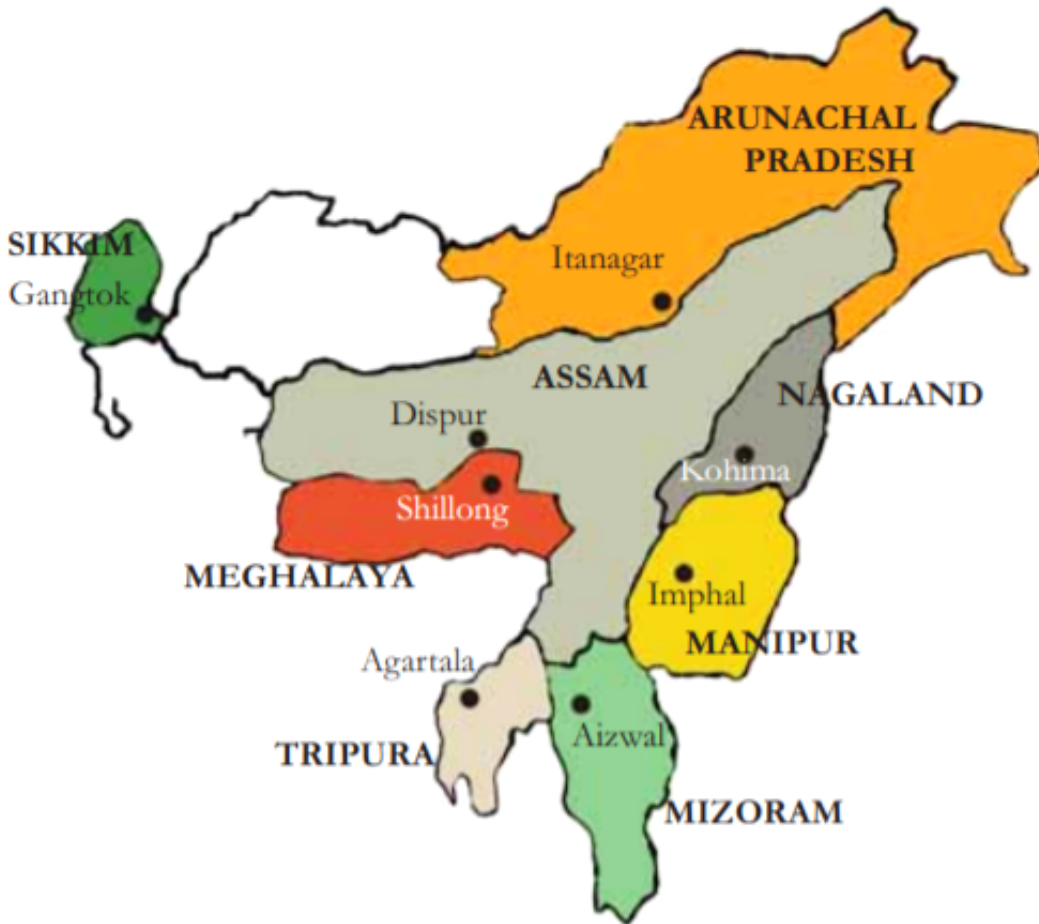 ARUNACHAL
PRADESH
SIKKIM
Itanagar
Gangtok
ASSAM
NAGALAND
Dispur
Kohima
Shillong
MEGHALAYA
Imphal
MANIPUR
Agartala
Aizwal
TRIPURA
MIZORAM